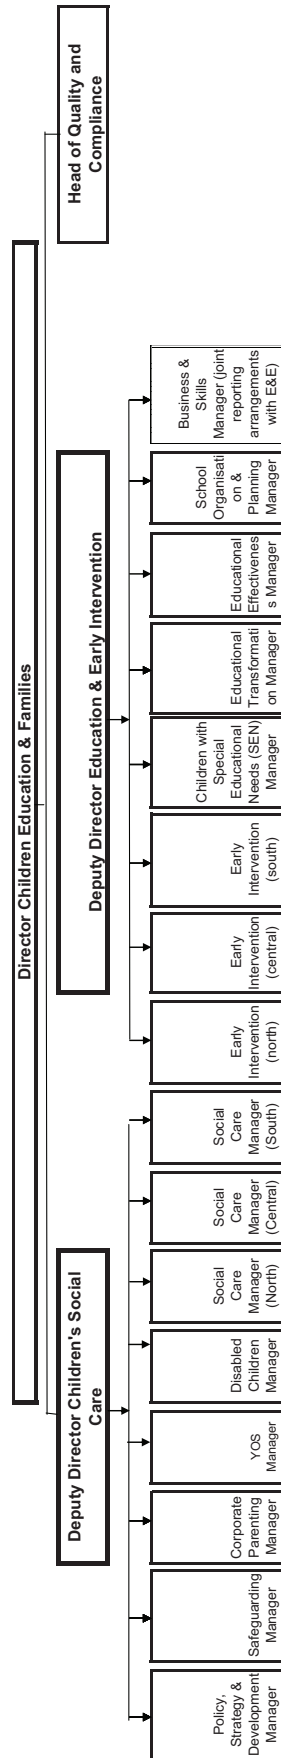 Director Children Education & Families
Deputy Director Children's Social
Care
Deputy Director Education & Early Intervention
Head of Quality and
Compliance
Policy,
Strategy &
Development
Manager
Safeguarding
Manager
Corporate
Parenting
Manager
YOS
Manager
Disabled
Children
Manager
Social
Care
Manager
(North)
Social
Care
Manager
(Central)
Social
Care
Manager
(South)
Early
Intervention
(north)
Early
Intervention
(central)
Early
Intervention
(south)
Children with
Special
Educational
Needs (SEN)
Manager
Educational
Transformati
on Manager
Educational
Effectivenes
s Manager
School
Organisati
on &
Planning
Manager
Business &
Skills
Manager (joint
reporting
arrangements
with E&E)